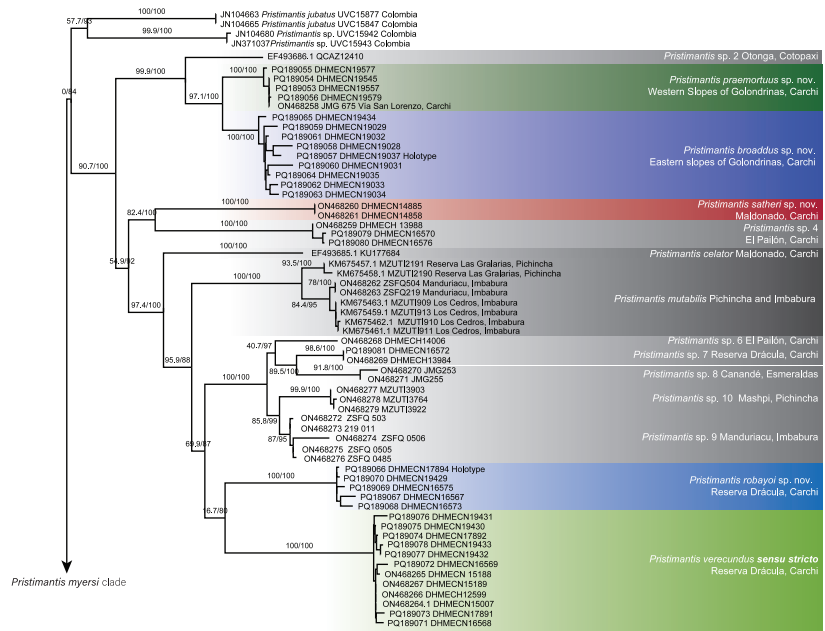 100/100
JN104663 Pristimantis jubatus UVC15877 Colombia
JN104665 Pristimantis jubatus UVC15847 Colombia
57.7/93
99.9/100
JN104680 Pristimantis sp. UVC15942 Colombia
JN371037 Pristimantis sp, UVC15943 Colombia
0/84
99.9/100
EF493686.1 QCAZ12410
Pristimantis sp. 2 Otonga, Cotopaxi
100/100
PQ189055 DHMECN19577
PQ189054 DHMECN19545
PQ189053 DHMECN19557
PQ189056 DHMECN19579
ON468258 JMG 675 Via San Lorenzo, Carchi
Pristimantis praemortuus sp. nov.
Western Slopes of Golondrinas, Carchi
97.1/100
100/100
PQ189065 DHMECN19434
PQ189059 DHMECN19029
PQ189061 DHMECN19032
PQ189058 DHMECN19028
PQ189057 DHMECN19037 Holotype
PQ189060 DHMECN19031
PQ189064 DHMECN19035
PQ189062 DHMECN19033
PQ189063 DHMECN19034
Pristimantis broaddus sp. nov.
Eastern slopes of Golondrinas, Carchi
90.7/100
82.4/100
100/100
ON468260 DHMECN14885
ON468261 DHMECN14858
Pristimantis satheri sp. nov.
Maldonado, Carchi
100/100
ON468259 DHMECH 13988
PQ189079 DHMECN16570
PQ189080 DHMECN16576
Pristimantis sp. 4
El Pailón, Carchi
54.9/92
EF493685.1 KU177684
Pristimantis celator Maldonado, Carchi
97.4/100
100/100
93.5/100
KM675457.1 MZUTI2191 Reserva Las Gralarias, Pichincha
KM675458.1 MZUTI2190 Reserva Las Gralarias, Pichincha
78/100
ON468262 ZSFQ504 Manduriacu, Imbabura
ON468263 ZSFQ219 Manduriacu, Imbabura
84.4/95
KM675463.1 MZUTI909 Los Cedros, Imbabura
KM675459.1 MZUTI913 Los Cedros, Imbabura
KM675462.1 MZUTI910 Los Cedros, Imbabura
KM675461.1 MZUTI911 Los Cedros, Imbabura
Pristimantis mutabilis Pichincha and Imbabura
95.9/88
40.7/97
ON468268 DHMECH14006
Pristimantis sp. 6 El Pailón, Carchi
98.6/100
PQ189081 DHMECN16572
ON468269 DHMECH13984
Pristimantis sp. 7 Reserva Drácula, Carchi
89.5/100
91.8/100
ON468270 JMG253
ON468271 JMG255
Pristimantis sp. 8 Canandé, Esmeraldas
100/100
99.9/100
ON468277 MZUTI3903
ON468278 MZUTI3764
ON468279 MZUTI3922
Pristimantis sp. 10 Mashpi, Pichincha
85.8/99
ON468272 ZSFQ 503
ON468273 219 011
87/95
ON468274 ZSFQ 0506
ON468275 ZSFQ 0505
ON468276 ZSFQ 0485
Pristimantis sp. 9 Manduriacu, Imbabura
69.9/87
100/100
PQ189066 DHMECN17894 Holotype
PQ189070 DHMECN19429
PQ189069 DHMECN16575
PQ189067 DHMECN16567
PQ189068 DHMECN16573
Pristimantis robayoi sp. nov.
Reserva Drácula, Carchi
16.7/80
100/100
PQ189076 DHMECN19431
PQ189075 DHMECN19430
PQ189074 DHMECN17892
PQ189078 DHMECN19433
PQ189077 DHMECN19432
PQ189072 DHMECN16569
ON468265 DHMECN 15188
ON468267 DHMECN15189
ON468266 DHMECH12599
ON468264.1 DHMECN15007
PQ189073 DHMECN17891
PQ189071 DHMECN16568
Pristimantis verecundus sensu stricto
Reserva Drácula, Carchi
Pristimantis myersi clade